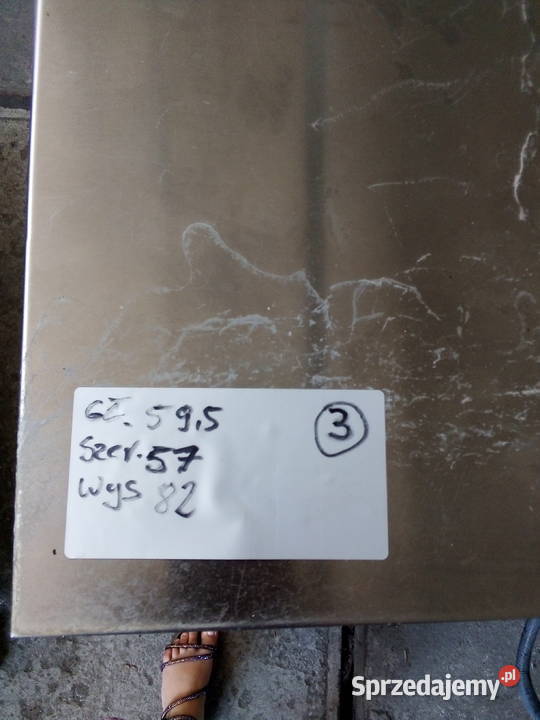 Gł. 59,5
③
Szer. 57
Wys 82
Sprzedajemy.pl